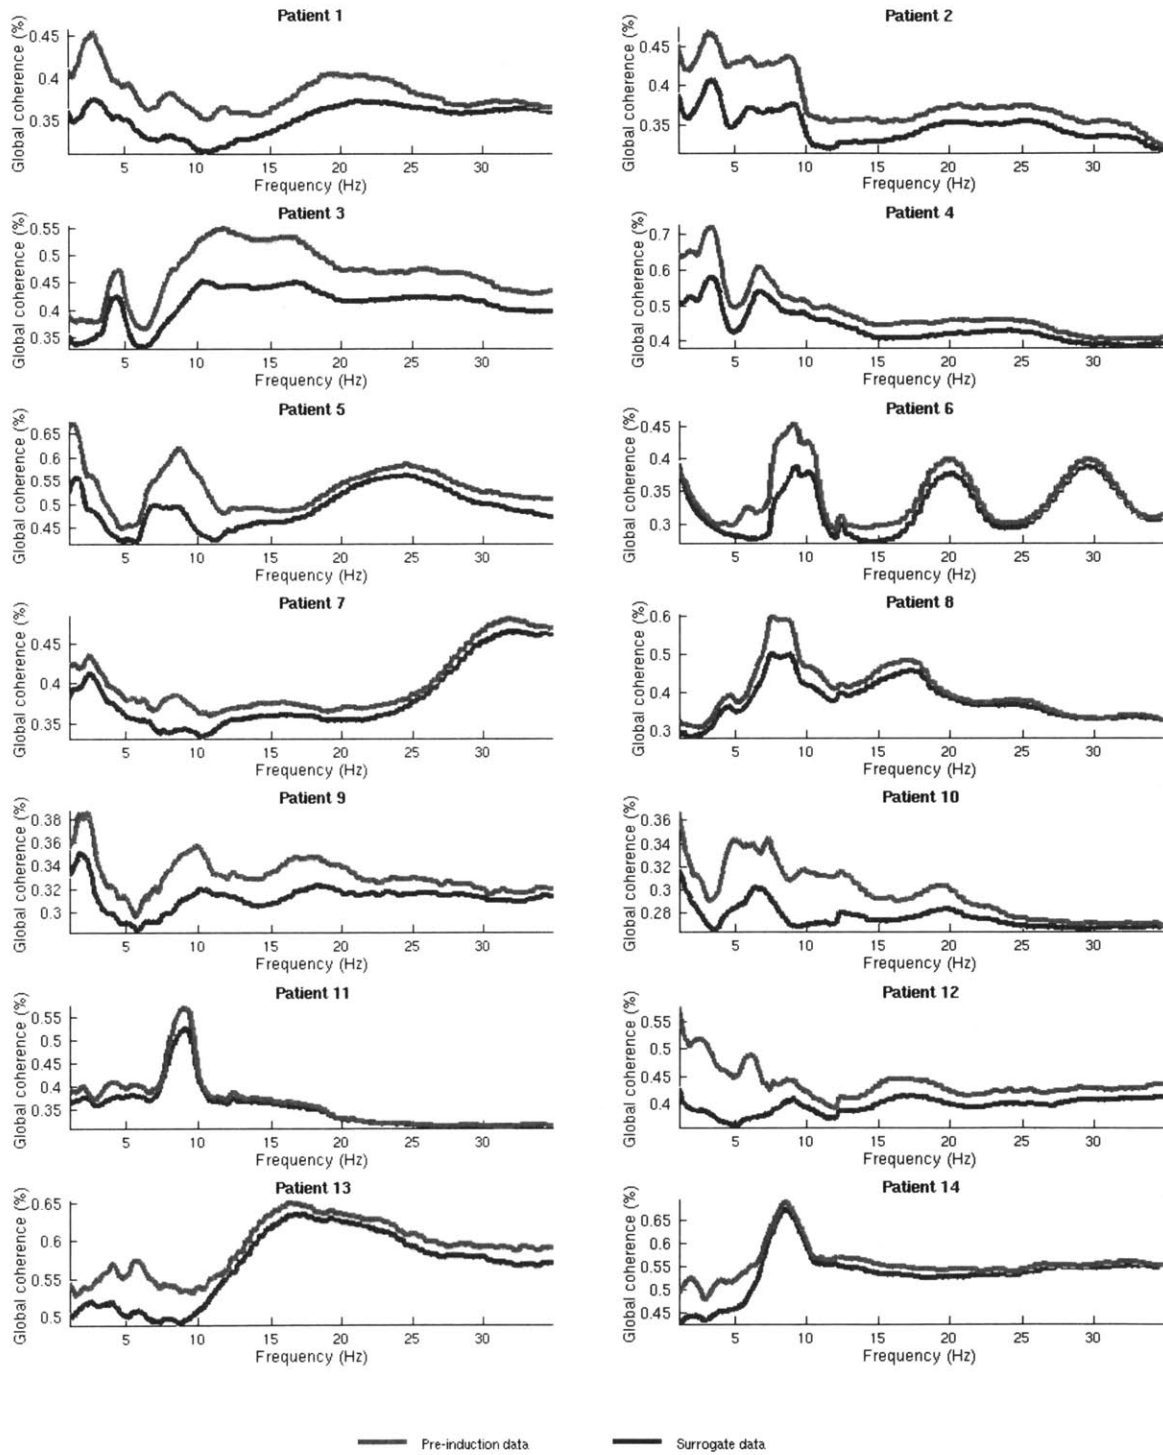 Patient 1
Global coherence (%)
0.45
0.4
0.35
5 10 15 20 25 30
Frequency (Hz)
Patient 2
Global coherence (%)
0.45
0.4
0.35
5 10 15 20 25 30
Frequency (Hz)
Patient 3
Global coherence (%)
0.55
0.5
0.45
0.4
0.35
5 10 15 20 25 30
Frequency (Hz)
Patient 4
Global coherence (%)
0.7
0.6
0.5
0.4
5 10 15 20 25 30
Frequency (Hz)
Patient 5
Global coherence (%)
0.65
0.6
0.55
0.5
0.45
5 10 15 20 25 30
Frequency (Hz)
Patient 6
Global coherence (%)
0.45
0.4
0.35
0.3
5 10 15 20 25 30
Frequency (Hz)
Patient 7
Global coherence (%)
0.45
0.4
0.35
5 10 15 20 25 30
Frequency (Hz)
Patient 8
Global coherence (%)
0.6
0.5
0.4
0.3
5 10 15 20 25 30
Frequency (Hz)
Patient 9
Global coherence (%)
0.38
0.36
0.34
0.32
0.3
5 10 15 20 25 30
Frequency (Hz)
Patient 10
Global coherence (%)
0.36
0.34
0.32
0.3
0.28
5 10 15 20 25 30
Frequency (Hz)
Patient 11
Global coherence (%)
0.55
0.5
0.45
0.4
0.35
5 10 15 20 25 30
Frequency (Hz)
Patient 12
Global coherence (%)
0.55
0.5
0.45
0.4
5 10 15 20 25 30
Frequency (Hz)
Patient 13
Global coherence (%)
0.65
0.6
0.55
0.5
5 10 15 20 25 30
Frequency (Hz)
Patient 14
Global coherence (%)
0.65
0.6
0.55
0.5
0.45
5 10 15 20 25 30
Frequency (Hz)
Pre-induction data
Surrogate data